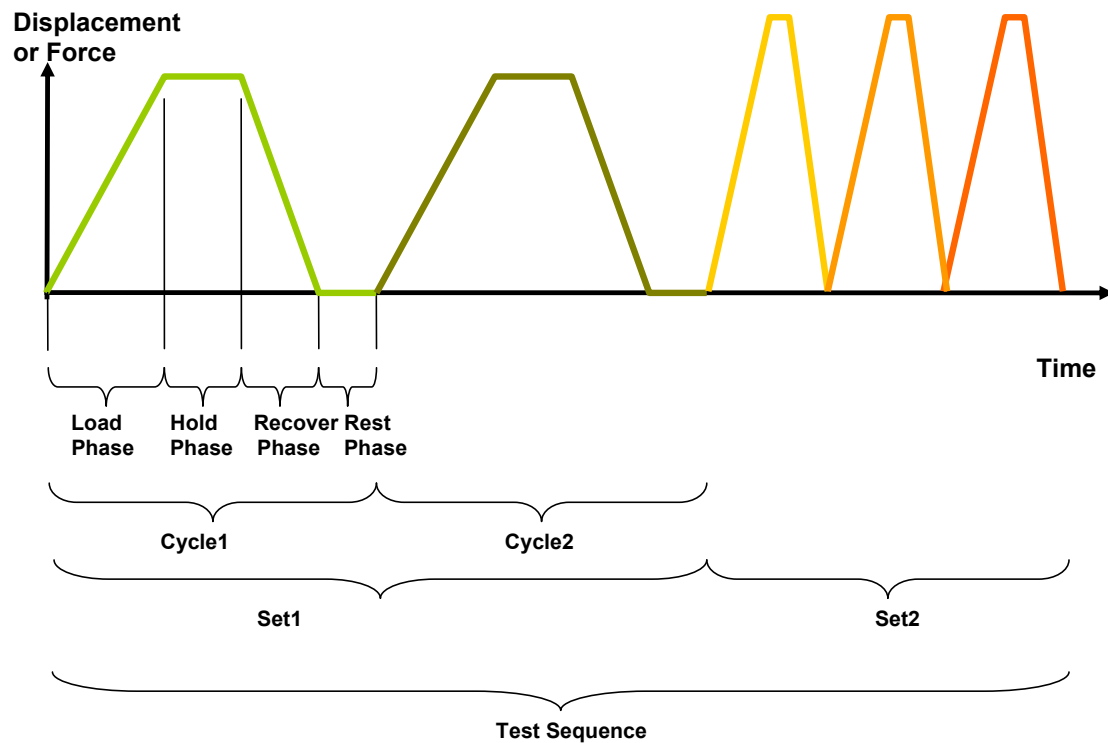 Displacement
or Force
Time
Load
Phase
Hold
Phase
Recover
Phase
Rest
Phase
Cycle1
Cycle2
Set1
Set2
Test Sequence